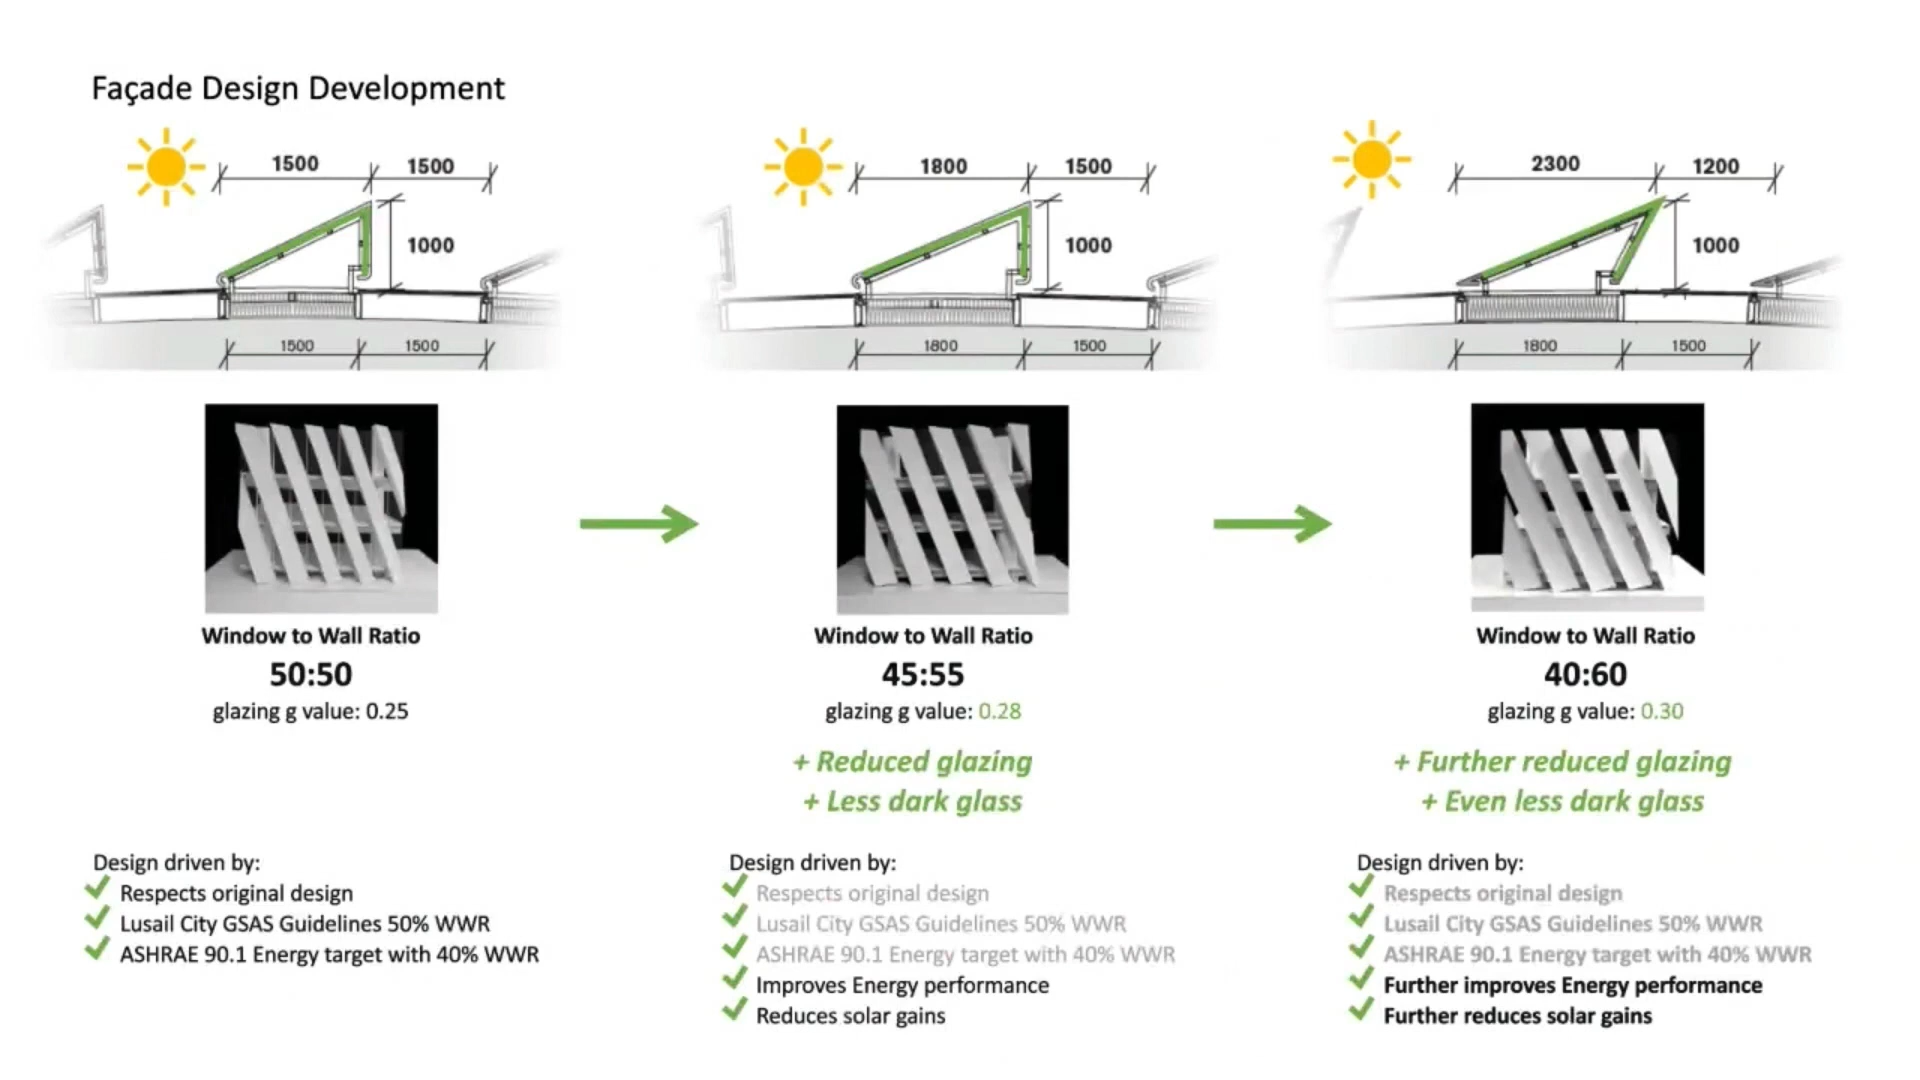 Façade Design Development
1500 1500
1000
1500 1500
1800 1500
1000
1800 1500
2300 1200
1000
1800 1500
Window to Wall Ratio
50:50
glazing g value: 0.25
Window to Wall Ratio
45:55
glazing g value: 0.28
+ Reduced glazing
+ Less dark glass
Window to Wall Ratio
40:60
glazing g value: 0.30
+ Further reduced glazing
+ Even less dark glass
Design driven by:
Respects original design
Lusail City GSAS Guidelines 50% WWR
ASHRAE 90.1 Energy target with 40% WWR
Design driven by:
Respects original design
Lusail City GSAS Guidelines 50% WWR
ASHRAE 90.1 Energy target with 40% WWR
Improves Energy performance
Reduces solar gains
Design driven by:
Respects original design
Lusail City GSAS Guidelines 50% WWR
ASHRAE 90.1 Energy target with 40% WWR
Further improves Energy performance
Further reduces solar gains